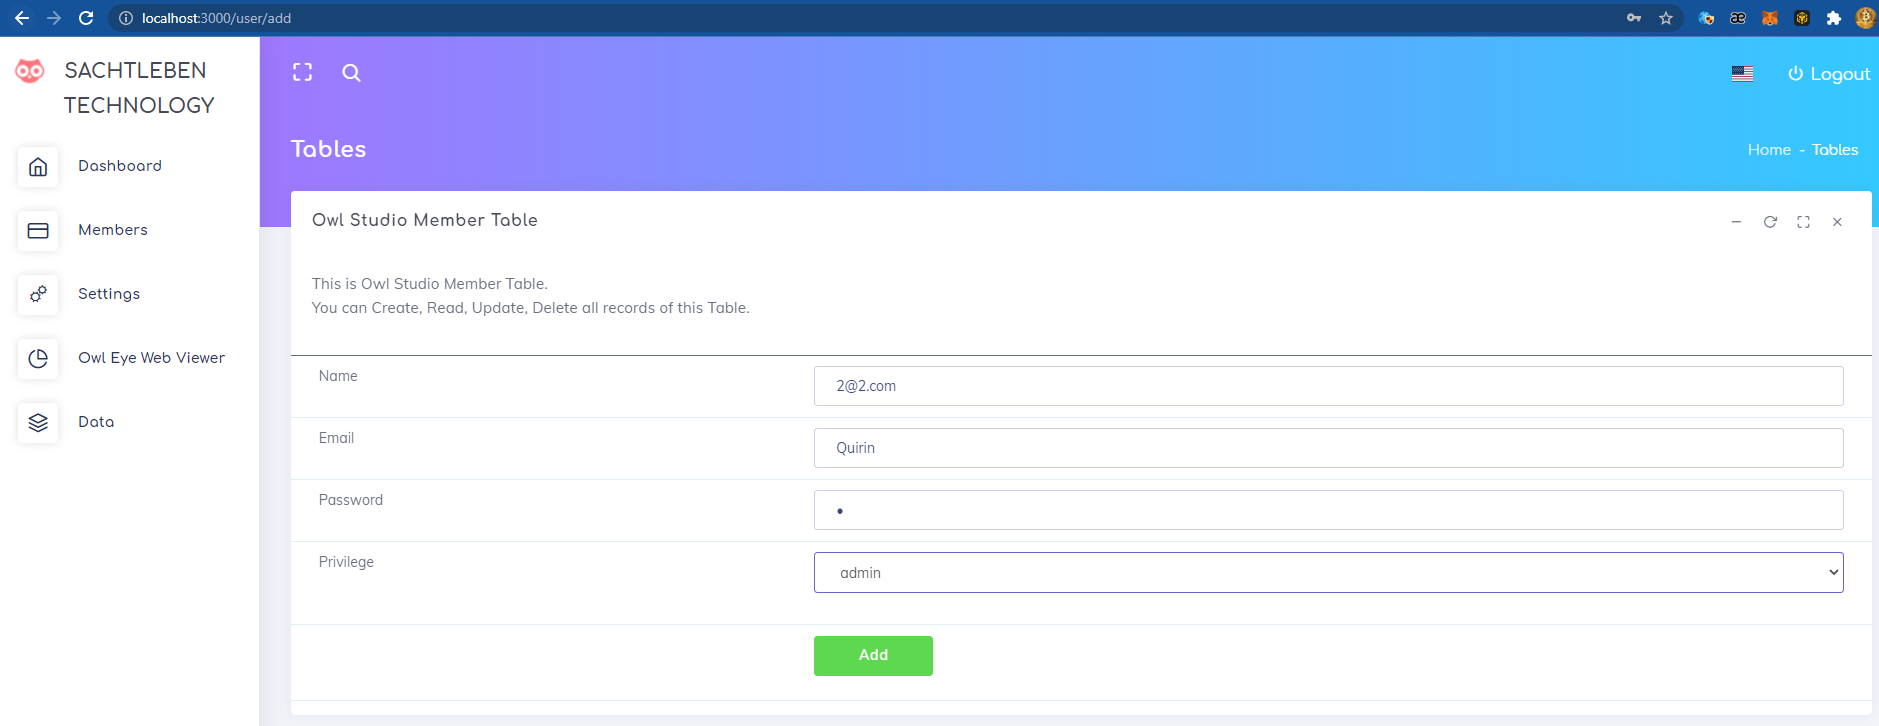 localhost:3000/user/add
SACHTLEBEN
TECHNOLOGY
Logout
Tables
Home - Tables
Dashboard
Members
Settings
Owl Eye Web Viewer
Data
Owl Studio Member Table
This is Owl Studio Member Table.
You can Create, Read, Update, Delete all records of this Table.
Name
2@2.com
Email
Quirin
Password
•
Privilege
admin
Add